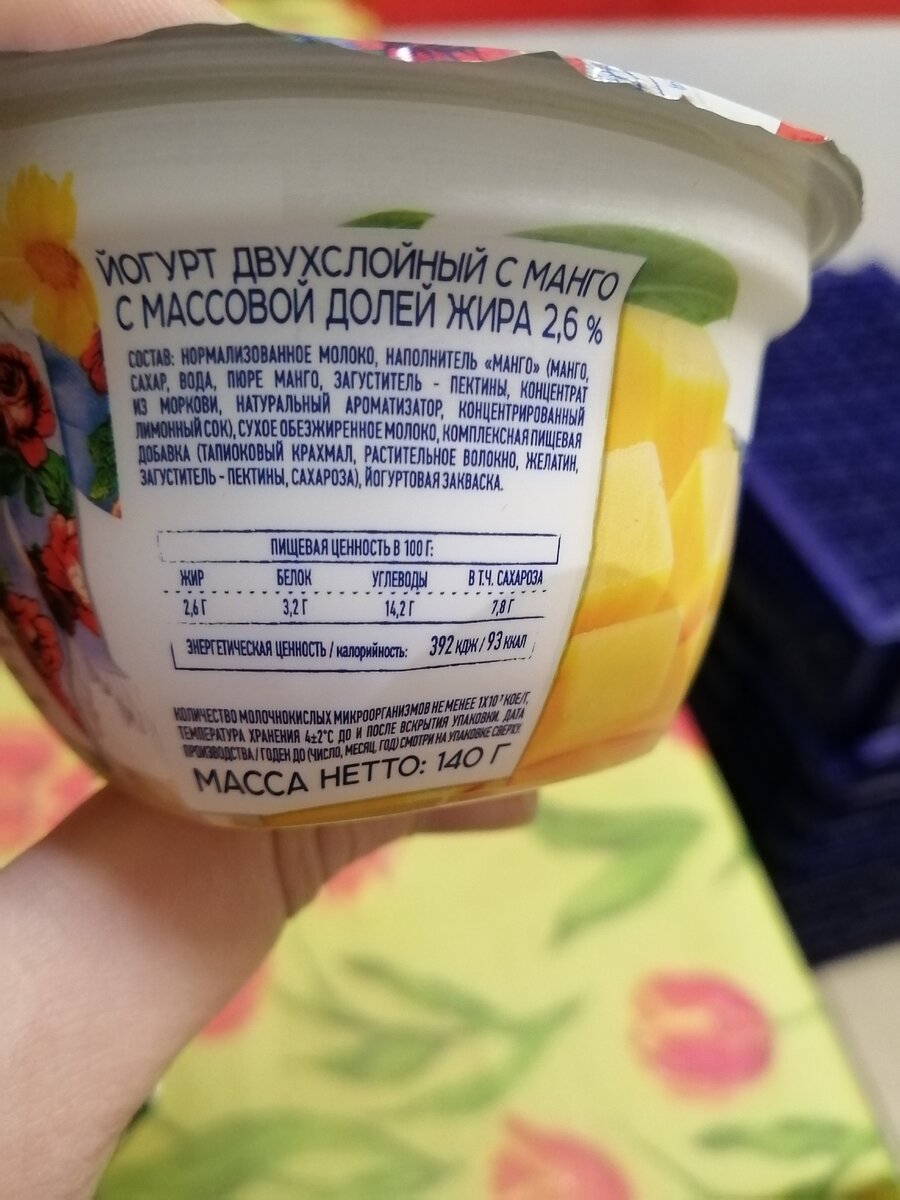 ЙОГУРТ ДВУХСЛОЙНЫЙ С МАНГО
С МАССОВОЙ ДОЛЕЙ ЖИРА 2,6 %
СОСТАВ: НОРМАЛИЗОВАННОЕ МОЛОКО, НАПОЛНИТЕЛЬ «МАНГО» (МАНГО,
САХАР, ВОДА, ПЮРЕ МАНГО, ЗАГУСТИТЕЛЬ - ПЕКТИНЫ, КОНЦЕНТРАТ
ИЗ МОРКОВИ, НАТУРАЛЬНЫЙ АРОМАТИЗАТОР, КОНЦЕНТРИРОВАННЫЙ
ЛИМОННЫЙ СОК), СУХОЕ ОБЕЗЖИРЕННОЕ МОЛОКО, КОМПЛЕКСНАЯ ПИЩЕВАЯ
ДОБАВКА (ТАПИОКОВЫЙ КРАХМАЛ, РАСТИТЕЛЬНОЕ ВОЛОКНО, ЖЕЛАТИН,
ЗАГУСТИТЕЛЬ - ПЕКТИНЫ, САХАРОЗА), ЙОГУРТОВАЯ ЗАКВАСКА.
ПИЩЕВАЯ ЦЕННОСТЬ В 100 Г:
ЖИР БЕЛОК УГЛЕВОДЫ В Т.Ч. САХАРОЗА
2,6 Г 3,2 Г 14,2 Г 7,8 Г
ЭНЕРГЕТИЧЕСКАЯ ЦЕННОСТЬ / калорийность: 392 кДж / 93 ккал
КОЛИЧЕСТВО МОЛОЧНОКИСЛЫХ МИКРООРГАНИЗМОВ НЕ МЕНЕЕ 1Х10⁷ КОЕ/Г,
ТЕМПЕРАТУРА ХРАНЕНИЯ 4±2°С ДО И ПОСЛЕ ВСКРЫТИЯ УПАКОВКИ. ДАТА
ПРОИЗВОДСТВА / ГОДЕН ДО (ЧИСЛО, МЕСЯЦ, ГОД) СМОТРИ НА УПАКОВКЕ СВЕРХУ.
МАССА НЕТТО: 140 Г